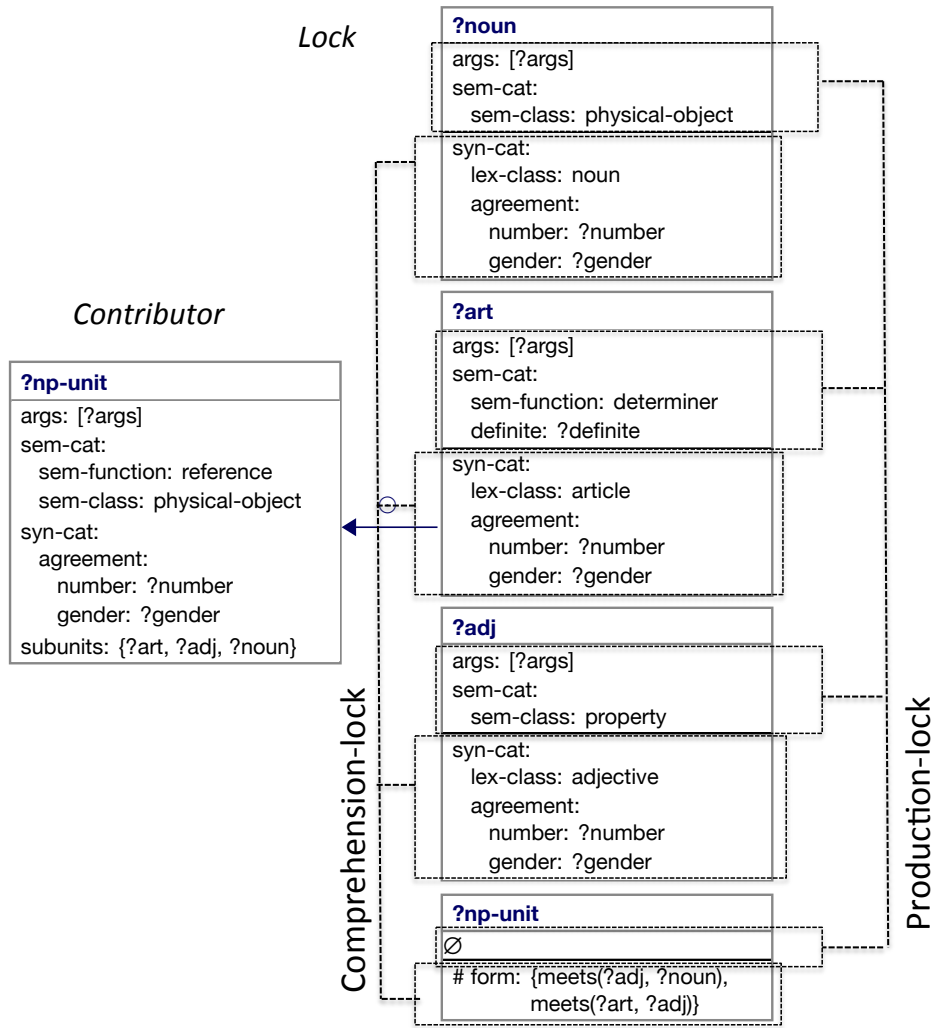 Lock
?noun
args: [?args]
sem-cat:
sem-class: physical-object
syn-cat:
lex-class: noun
agreement:
number: ?number
gender: ?gender
Contributor
?np-unit
args: [?args]
sem-cat:
sem-function: reference
sem-class: physical-object
syn-cat:
agreement:
number: ?number
gender: ?gender
subunits: {?art, ?adj, ?noun}
?art
args: [?args]
sem-cat:
sem-function: determiner
definite: ?definite
syn-cat:
lex-class: article
agreement:
number: ?number
gender: ?gender
?adj
args: [?args]
sem-cat:
sem-class: property
syn-cat:
lex-class: adjective
agreement:
number: ?number
gender: ?gender
?np-unit
∅
# form: {meets(?adj, ?noun),
meets(?art, ?adj)}
Comprehension-lock
Production-lock